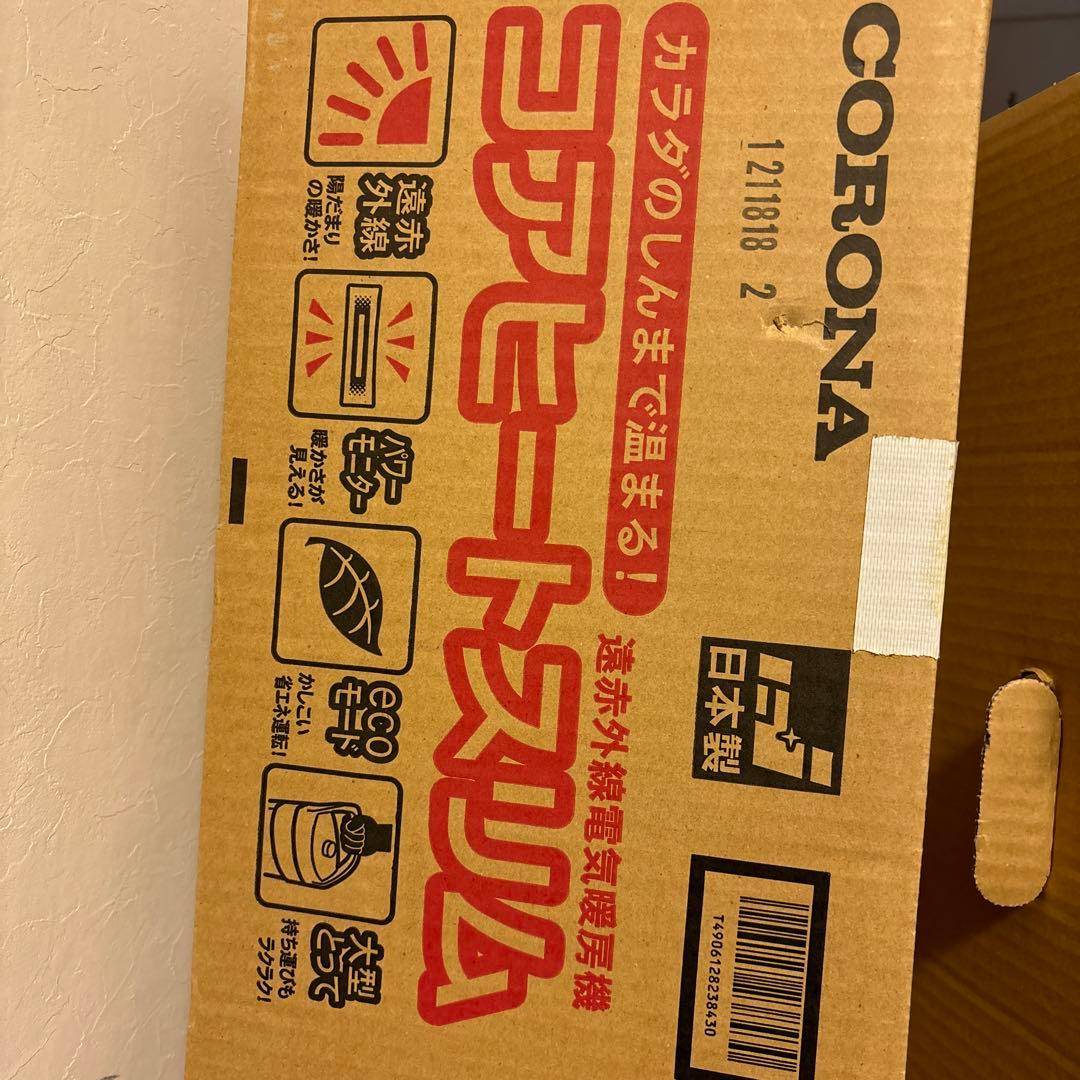 CORONA
1211818 2
カラダのしんまで温まる!
コアヒートスリム
遠赤外線電気暖房機
日本製
T4906128238430
遠赤
外線
陽だまり
の暖かさ!
パワー
モニター
暖かさが
見える!
eco
モード
かしこい
省エネ運転!
大型
とって
持ち運びも
ラクラク!